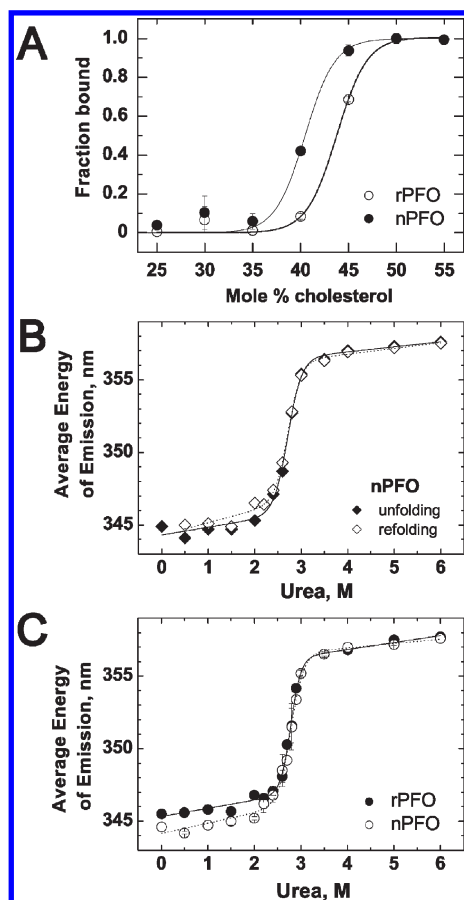 A
Fraction bound
1.0
0.8
0.6
0.4
0.2
0
rPFO
nPFO
25 30 35 40 45 50 55
Mole % cholesterol
B
Average Energy
of Emission, nm
355
350
345
nPFO
unfolding
refolding
0 1 2 3 4 5 6
Urea, M
C
Average Energy
of Emission, nm
355
350
345
rPFO
nPFO
0 1 2 3 4 5 6
Urea, M